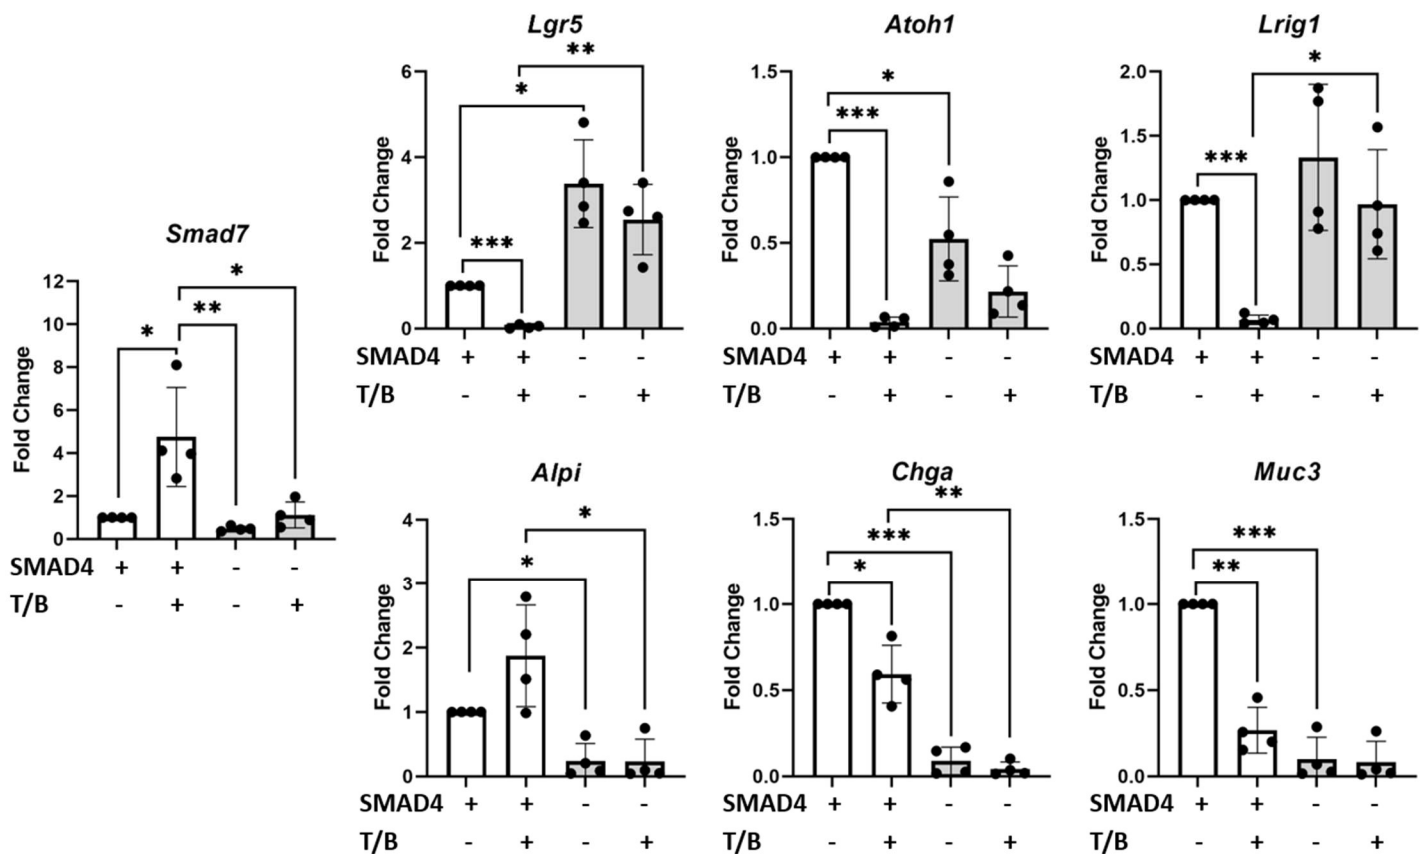 Smad7
Fold Change
12
10
8
6
4
2
0
*
**
*
SMAD4 + + - -
T/B - + - +
Lgr5
Fold Change
6
4
2
0
**
*
***
SMAD4 + + - -
T/B - + - +
Atoh1
Fold Change
1.5
1.0
0.5
0.0
*
***
SMAD4 + + - -
T/B - + - +
Lrig1
Fold Change
2.0
1.5
1.0
0.5
0.0
*
***
SMAD4 + + - -
T/B - + - +
Alpi
Fold Change
4
3
2
1
0
*
*
SMAD4 + + - -
T/B - + - +
Chga
Fold Change
1.5
1.0
0.5
0.0
**
***
*
SMAD4 + + - -
T/B - + - +
Muc3
Fold Change
1.5
1.0
0.5
0.0
***
**
SMAD4 + + - -
T/B - + - +